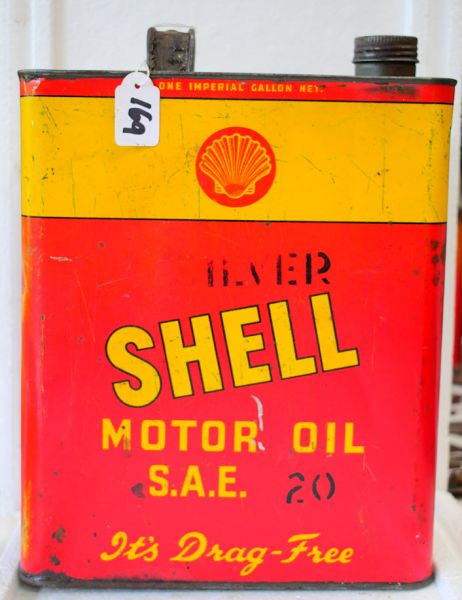 ONE IMPERIAL GALLON NET.
169
SHELL
MOTOR OIL
S.A.E. 20
It's Drag-Free